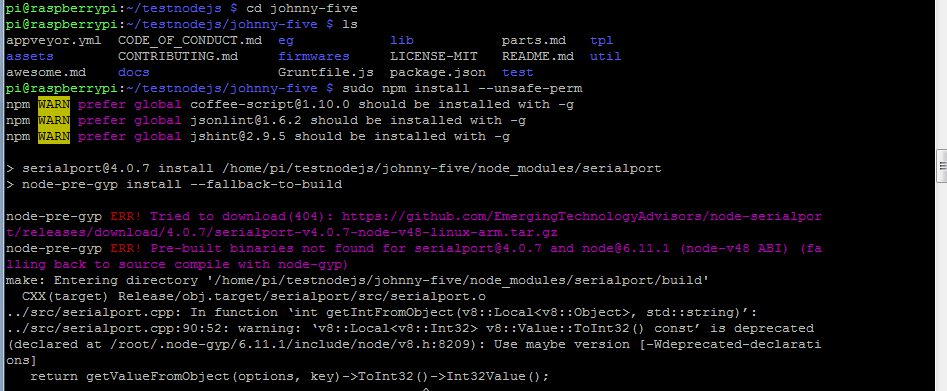 pi@raspberrypi:~/testnodejs $ cd johnny-five
pi@raspberrypi:~/testnodejs/johnny-five $ ls
appveyor.yml  CODE_OF_CONDUCT.md  eg            lib           parts.md   tpl
assets        CONTRIBUTING.md     firmwares     LICENSE-MIT   README.md  util
awesome.md    docs                Gruntfile.js  package.json  test
pi@raspberrypi:~/testnodejs/johnny-five $ sudo npm install --unsafe-perm
npm WARN prefer global coffee-script@1.10.0 should be installed with -g
npm WARN prefer global jsonlint@1.6.2 should be installed with -g
npm WARN prefer global jshint@2.9.5 should be installed with -g
> serialport@4.0.7 install /home/pi/testnodejs/johnny-five/node_modules/serialport
> node-pre-gyp install --fallback-to-build
node-pre-gyp ERR! Tried to download(404): https://github.com/EmergingTechnologyAdvisors/node-serialpor
t/releases/download/4.0.7/serialport-v4.0.7-node-v48-linux-arm.tar.gz
node-pre-gyp ERR! Pre-built binaries not found for serialport@4.0.7 and node@6.11.1 (node-v48 ABI) (fa
lling back to source compile with node-gyp)
make: Entering directory '/home/pi/testnodejs/johnny-five/node_modules/serialport/build'
  CXX(target) Release/obj.target/serialport/src/serialport.o
../src/serialport.cpp: In function ‘int getIntFromObject(v8::Local<v8::Object>, std::string)’:
../src/serialport.cpp:90:52: warning: ‘v8::Local<v8::Int32> v8::Value::ToInt32() const’ is deprecated
(declared at /root/.node-gyp/6.11.1/include/node/v8.h:8209): Use maybe version [-Wdeprecated-declarati
ons]
   return getValueFromObject(options, key)->ToInt32()->Int32Value();